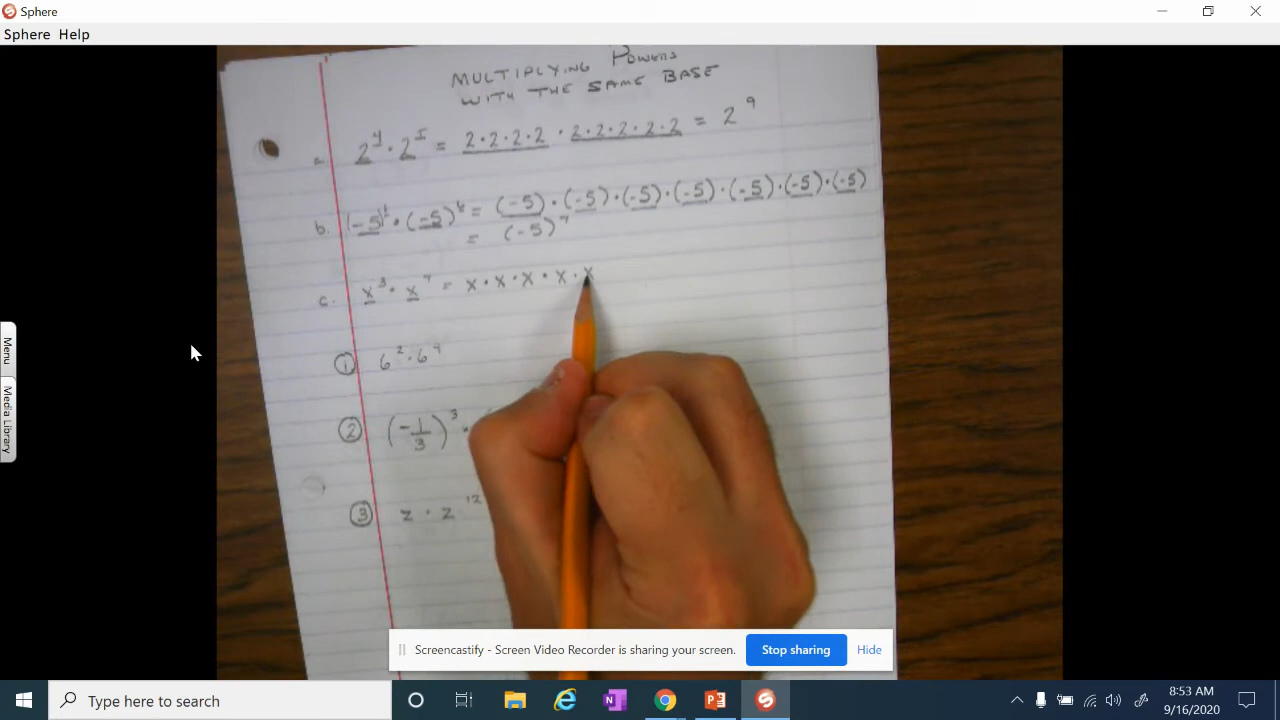 Sphere
Sphere Help
MULTIPLYING POWERS
WITH THE SAME BASE
a. 2⁴ · 2⁵ = 2·2·2·2 · 2·2·2·2·2 = 2⁹
b. (-5)
· (-5)⁶ = (-5)·(-5)·(-5)·(-5)·(-5)·(-5)·(-5)
= (-5)⁷
c. x³ · x⁷ = x·x·x·x·x
① 6² · 6⁴
② (-1/3)³ ·
③ z · z¹²
Menu
Media Library
Screencastify - Screen Video Recorder is sharing your screen.
Stop sharing
Hide
Type here to search
8:53 AM
9/16/2020